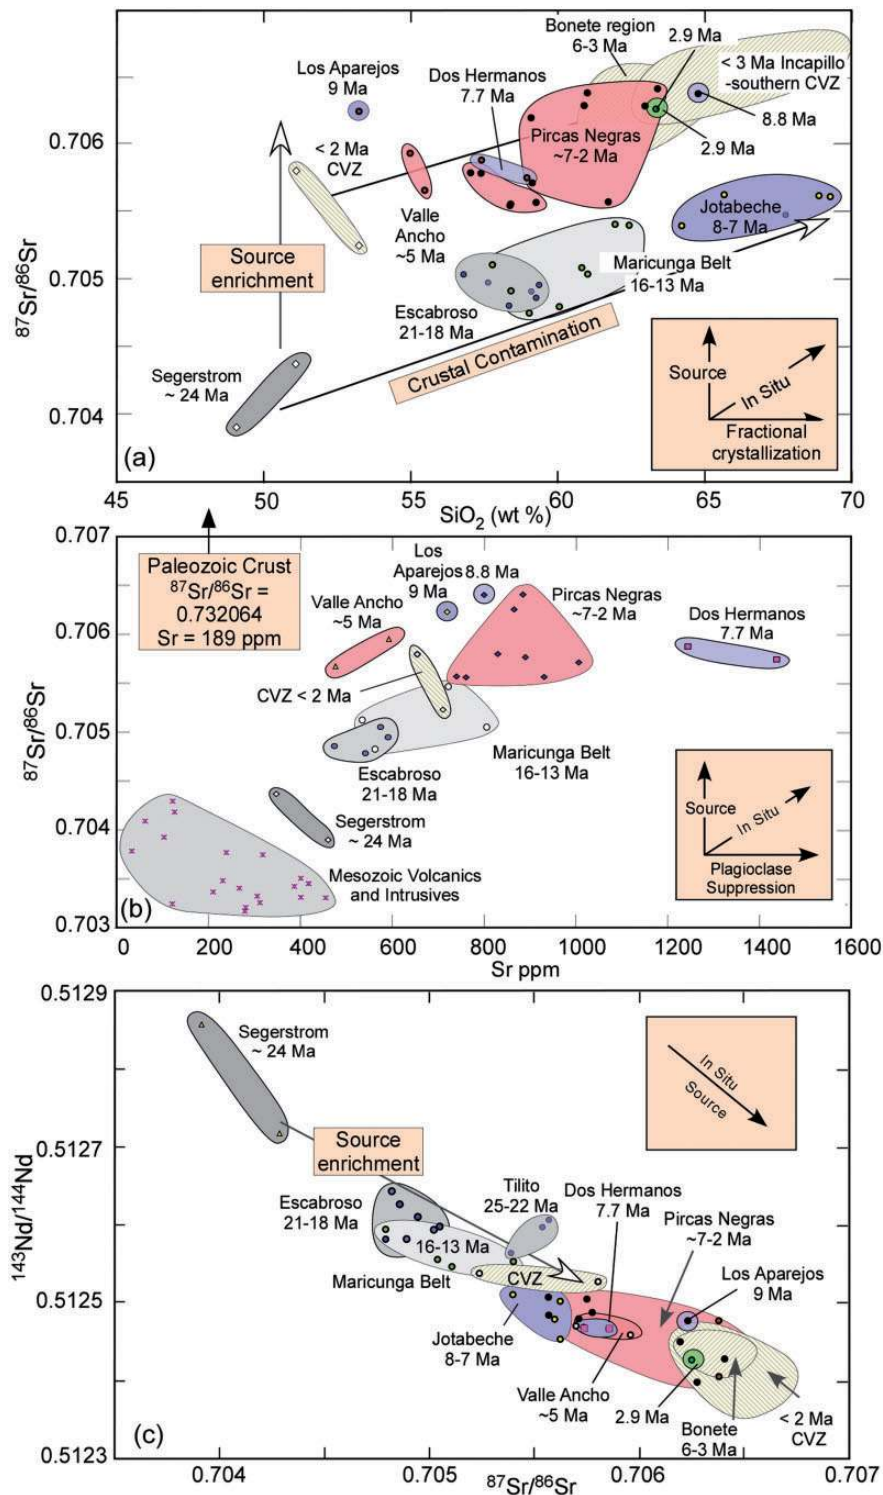 Bonete region
6-3 Ma
2.9 Ma
Los Aparejos
9 Ma
Dos Hermanos
7.7 Ma
< 3 Ma Incapillo
-southern CVZ
0.706
< 2 Ma
CVZ
Pircas Negras
~7-2 Ma
8.8 Ma
2.9 Ma
Valle
Ancho
~5 Ma
Jotabeche
8-7 Ma
87Sr/86Sr
Source
enrichment
0.705
Maricunga Belt
16-13 Ma
Escabroso
21-18 Ma
Crustal Contamination
Segerstrom
~ 24 Ma
0.704
Source
In Situ
Fractional
crystallization
(a)
45
50
55
60
65
70
SiO2 (wt %)
0.707
Paleozoic Crust
87Sr/86Sr =
0.732064
Sr = 189 ppm
Los
Aparejos
9 Ma
8.8 Ma
Valle Ancho
~5 Ma
Pircas Negras
~7-2 Ma
Dos Hermanos
7.7 Ma
0.706
CVZ < 2 Ma
87Sr/86Sr
0.705
Maricunga Belt
16-13 Ma
Escabroso
21-18 Ma
0.704
Segerstrom
~ 24 Ma
Mesozoic Volcanics
and Intrusives
Source
In Situ
Plagioclase
Suppression
0.703
(b)
0
200
400
600
800
1000
1200
1400
1600
Sr ppm
0.5129
Segerstrom
~ 24 Ma
In Situ
Source
0.5127
Source
enrichment
Escabroso
21-18 Ma
Tilito
25-22 Ma
Dos Hermanos
7.7 Ma
Pircas Negras
~7-2 Ma
143Nd/144Nd
16-13 Ma
Maricunga Belt
CVZ
Los Aparejos
9 Ma
0.5125
Jotabeche
8-7 Ma
Valle Ancho
~5 Ma
2.9 Ma
Bonete
6-3 Ma
< 2 Ma
CVZ
0.5123
(c)
0.704
0.705
0.706
0.707
87Sr/86Sr